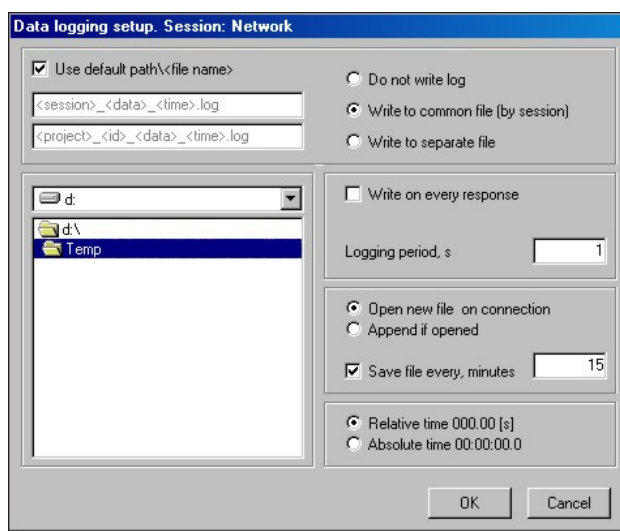 Data logging setup. Session: Network
Use default path\<file name>
<session>_<data>_<time>.log
<project>_<id>_<data>_<time>.log
Do not write log
Write to common file (by session)
Write to separate file
d:
d:\
Temp
Write on every response
Logging period, s 1
Open new file on connection
Append if opened
Save file every, minutes 15
Relative time 000.00 [s]
Absolute time 00:00:00.0
OK Cancel